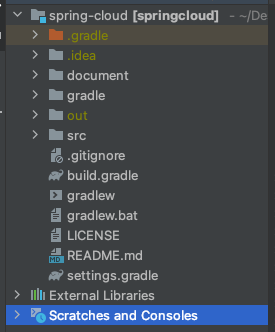 spring-cloud [springcloud] - ~/De
.gradle
.idea
document
gradle
out
src
.gitignore
build.gradle
gradlew
gradlew.bat
LICENSE
MD
README.md
settings.gradle
External Libraries
Scratches and Consoles